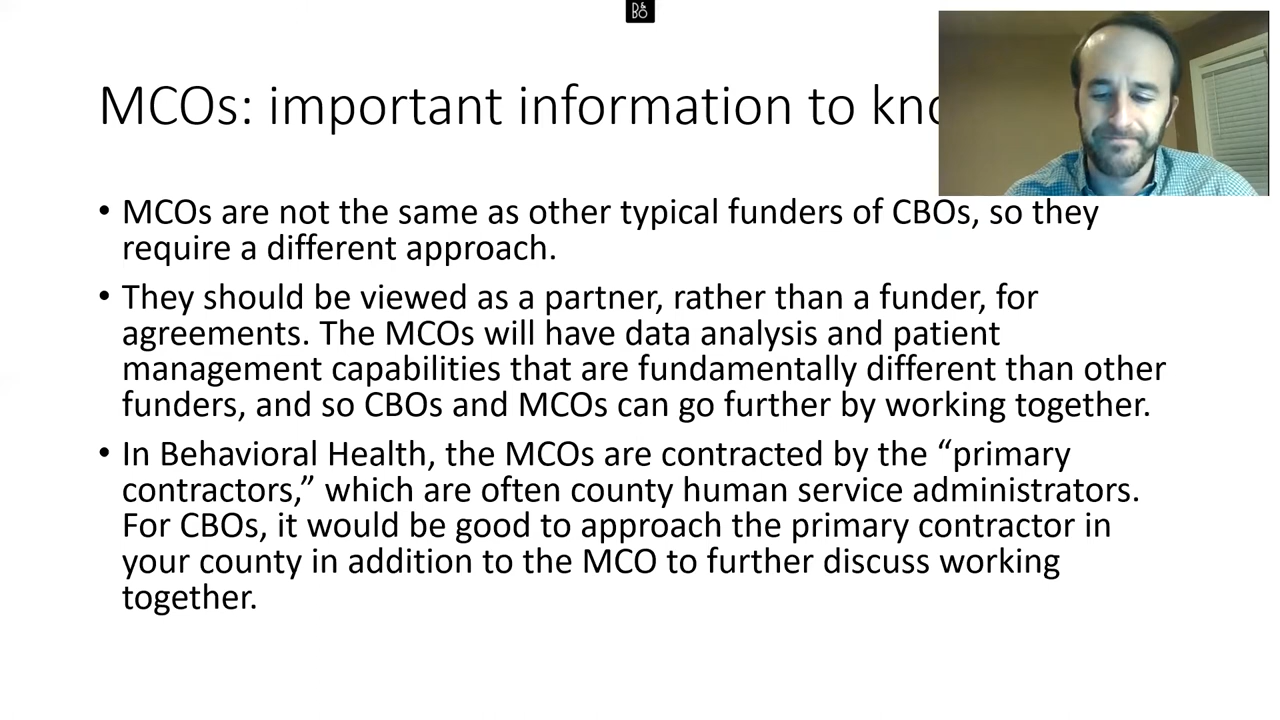 B&
BO
MCOs: important information to kno
• MCOs are not the same as other typical funders of CBOs, so they
require a different approach.
• They should be viewed as a partner, rather than a funder, for
agreements. The MCOs will have data analysis and patient
management capabilities that are fundamentally different than other
funders, and so CBOs and MCOs can go further by working together.
• In Behavioral Health, the MCOs are contracted by the “primary
contractors,” which are often county human service administrators.
For CBOs, it would be good to approach the primary contractor in
your county in addition to the MCO to further discuss working
together.